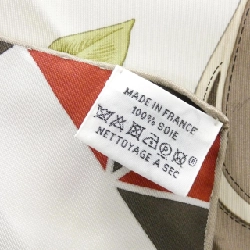 MADE IN FRANCE
100% SOIE
NETTOYAGE A SEC